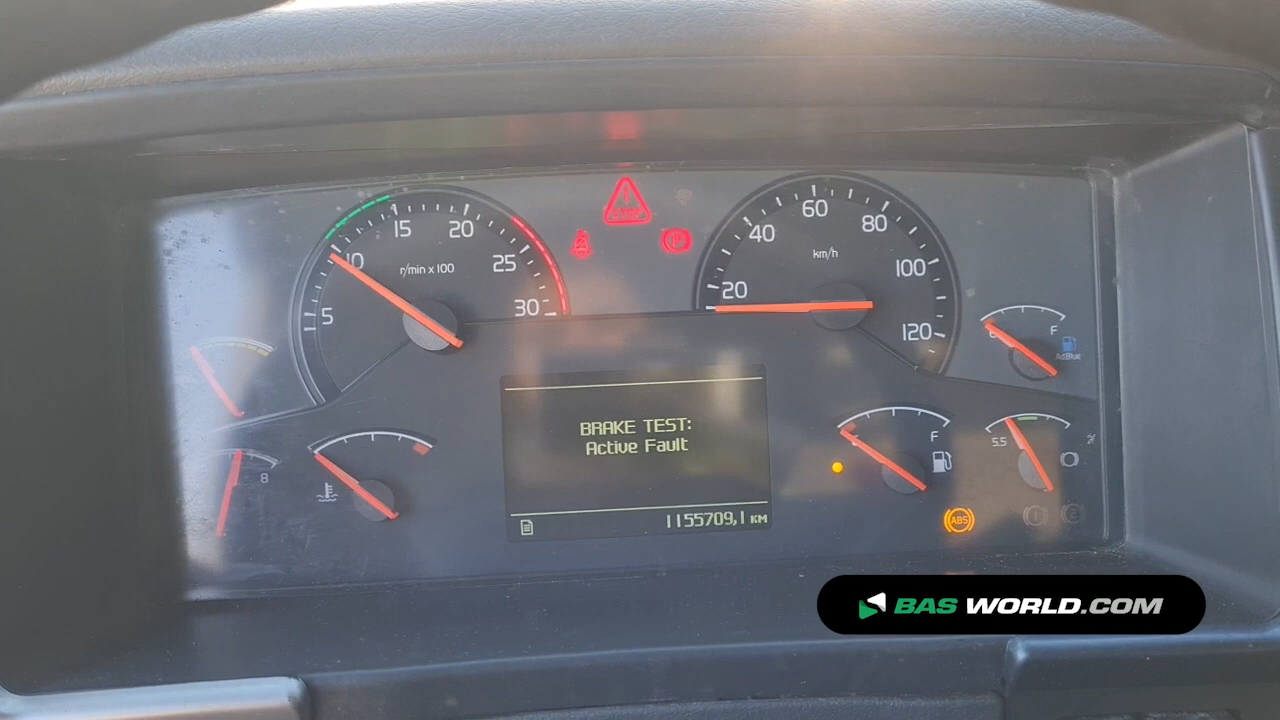 15
20
10
25
r/min x 100
5
30
P
60
40
80
km/h
20
100
120
F
AdBlue
BRAKE TEST:
Active Fault
1155709,1 KM
8
F
5.5
ABS
BAS WORLD.COM